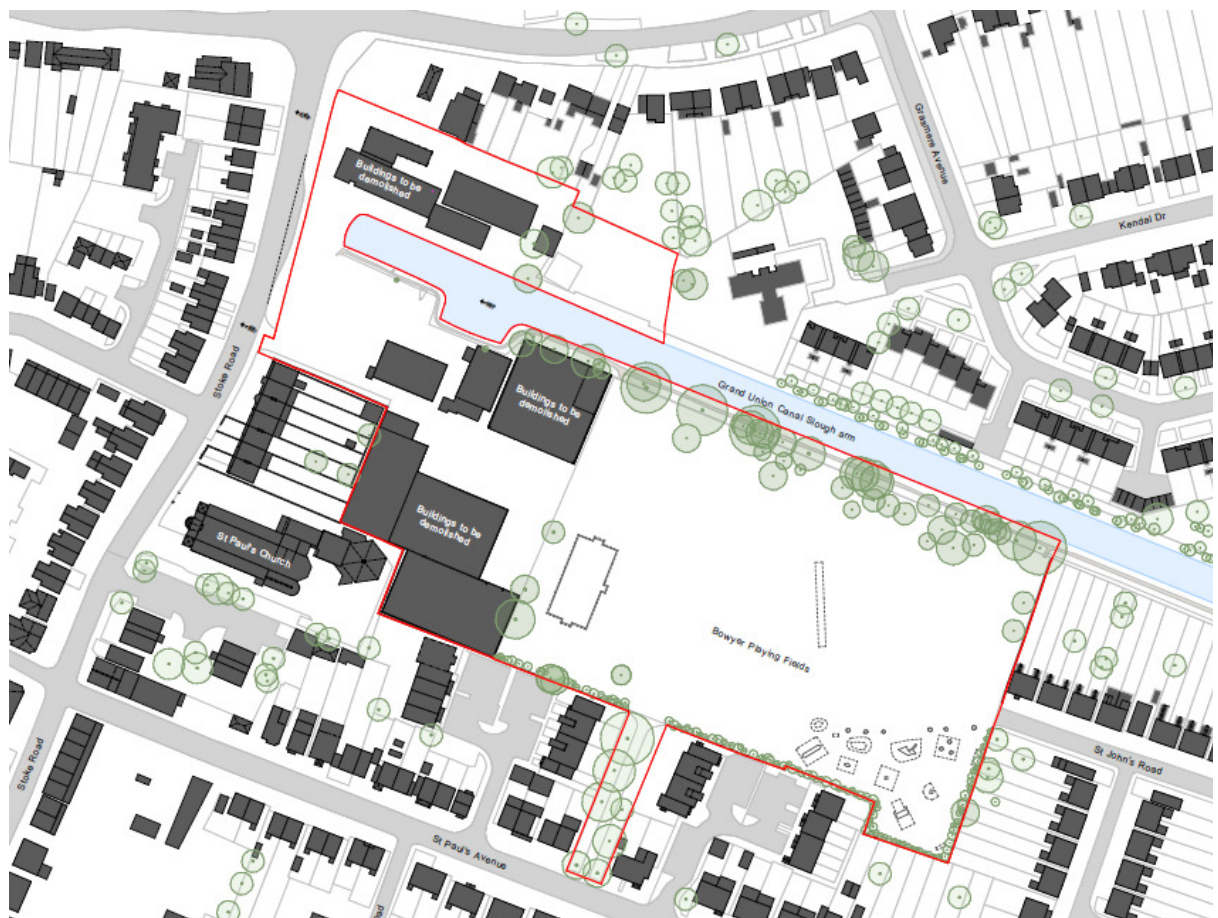 Grasmere Avenue
Kendal Dr
Buildings to be
demolished
Stoke Road
Grand Union Canal Slough arm
Buildings to be
demolished
Buildings to be
demolished
St Paul's Church
Bowyer Playing Fields
St John's Road
Stoke Road
St Paul's Avenue